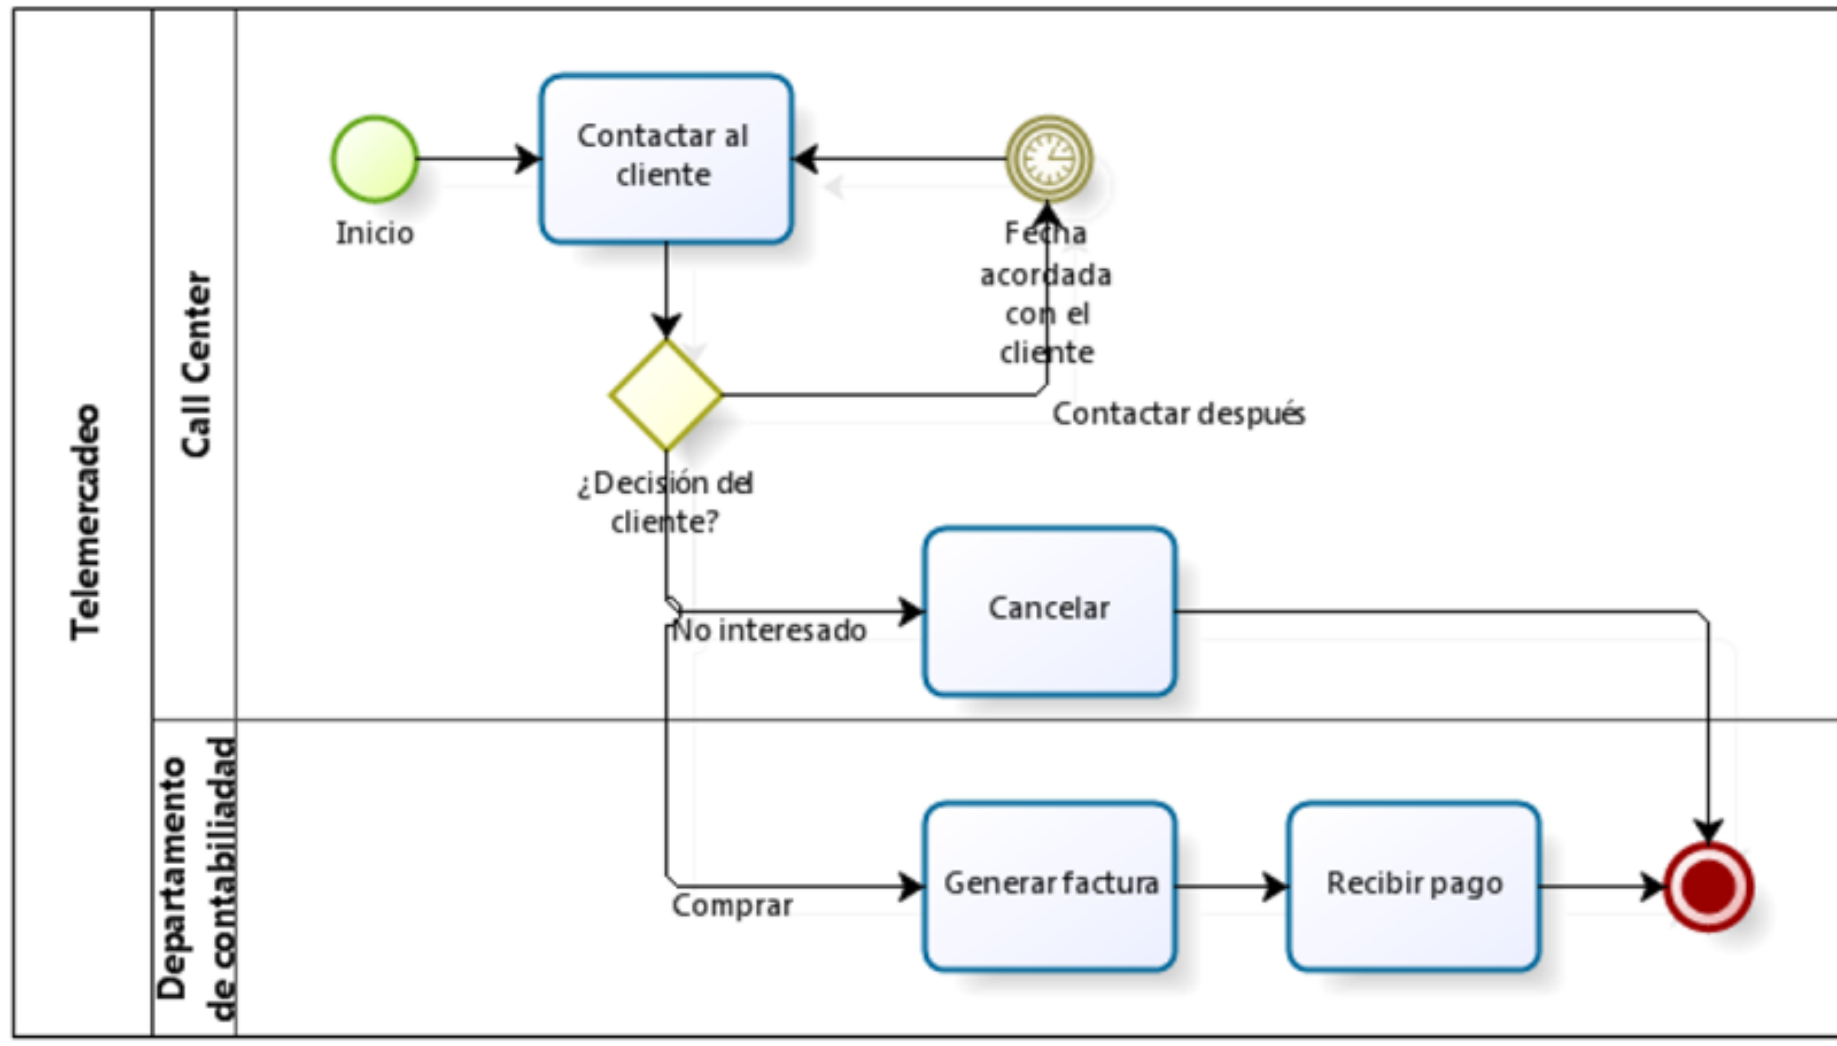 Telemercadeo
Call Center
Inicio
Contactar al
cliente
Fecha
acordada
con el
cliente
Contactar después
¿Decisión del
cliente?
No interesado
Cancelar
Departamento
de contabiliadad
Comprar
Generar factura
Recibir pago